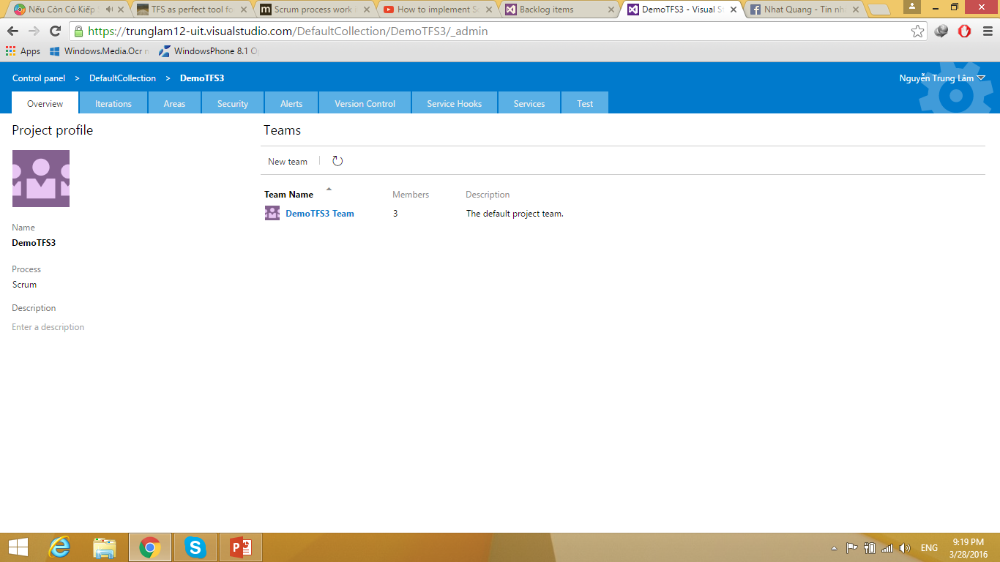 Nếu Còn Có Kiếp
TFS as perfect tool fo
Scrum process work i
How to implement Sc
Backlog items
DemoTFS3 - Visual St
Nhat Quang - Tin nhắ
https://trunglam12-uit.visualstudio.com/DefaultCollection/DemoTFS3/_admin
Apps
Windows.Media.Ocr n
WindowsPhone 8.1 Op
Control panel > DefaultCollection > DemoTFS3
Nguyễn Trung Lâm
Overview Iterations Areas Security Alerts Version Control Service Hooks Services Test
Project profile
Name
DemoTFS3
Process
Scrum
Description
Enter a description
Teams
New team
Team Name Members Description
DemoTFS3 Team 3 The default project team.
ENG
9:19 PM
3/28/2016